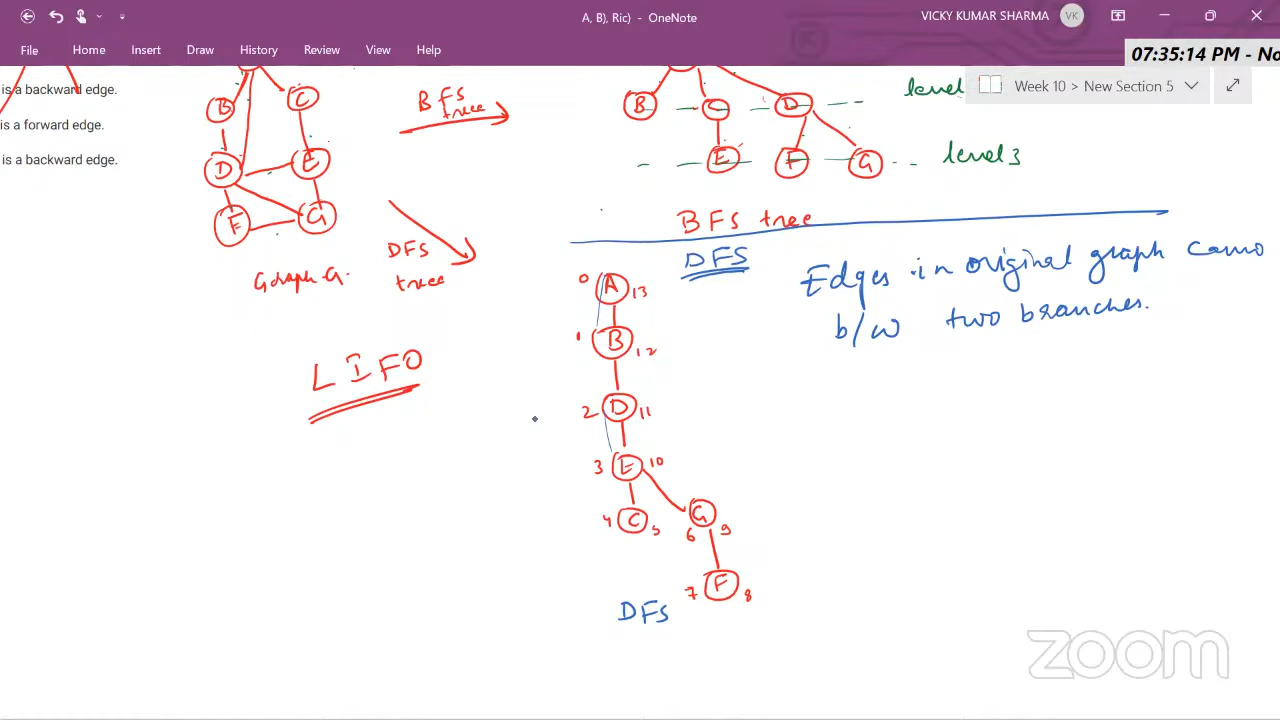 A, B), Ric) - OneNote
VICKY KUMAR SHARMA VK
File Home Insert Draw History Review View Help
07:35:14 PM - No
Week 10 > New Section 5
is a backward edge.
is a forward edge.
is a backward edge.
B
C
D
E
F
G
Graph G.
BFS
tree
DFS
tree
LIFO
B C D level
E F G level 3
BFS tree
DFS
Edges in original graph
b/w two branches.
0 A 13
1 B 12
2 D 11
3 E 10
4 C 5
G
6 9
7 F 8
DFS
zoom